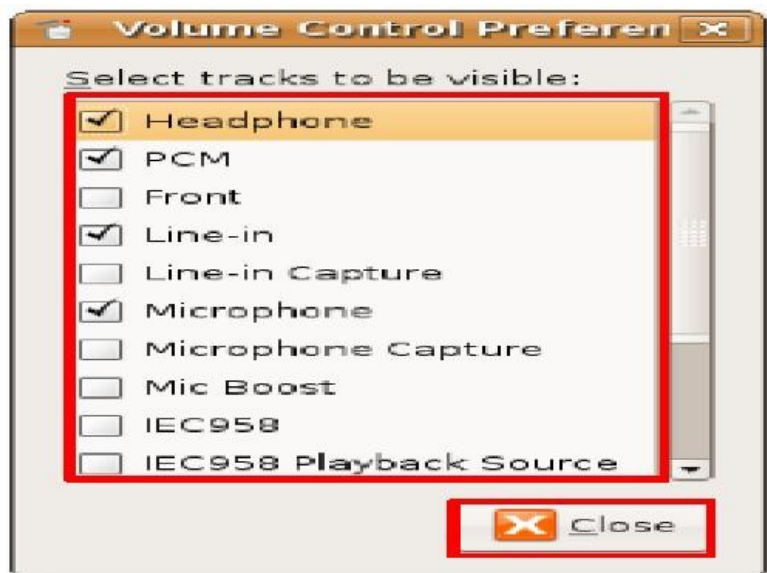 Volume Control Preferen
Select tracks to be visible:
Headphone
PCM
Front
Line-in
Line-in Capture
Microphone
Microphone Capture
Mic Boost
IEC958
IEC958 Playback Source
Close